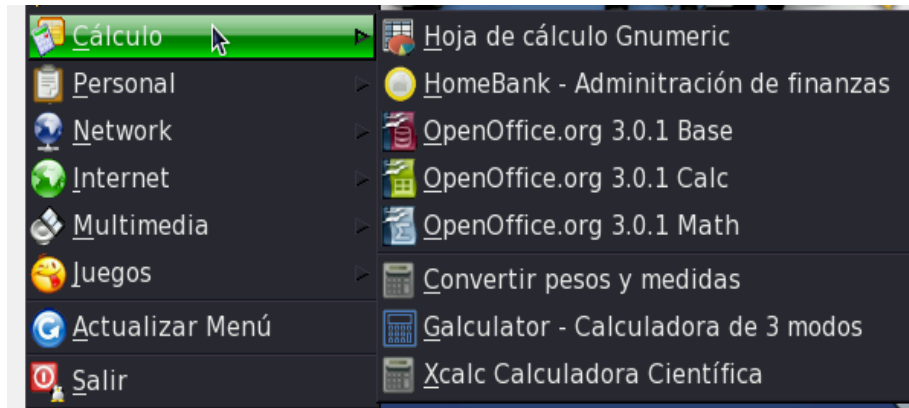 Cálculo
Personal
Network
Internet
Multimedia
Juegos
Actualizar Menú
Salir
Hoja de cálculo Gnumeric
HomeBank - Adminitración de finanzas
OpenOffice.org 3.0.1 Base
OpenOffice.org 3.0.1 Calc
OpenOffice.org 3.0.1 Math
Convertir pesos y medidas
Galculator - Calculadora de 3 modos
Xcalc Calculadora Científica